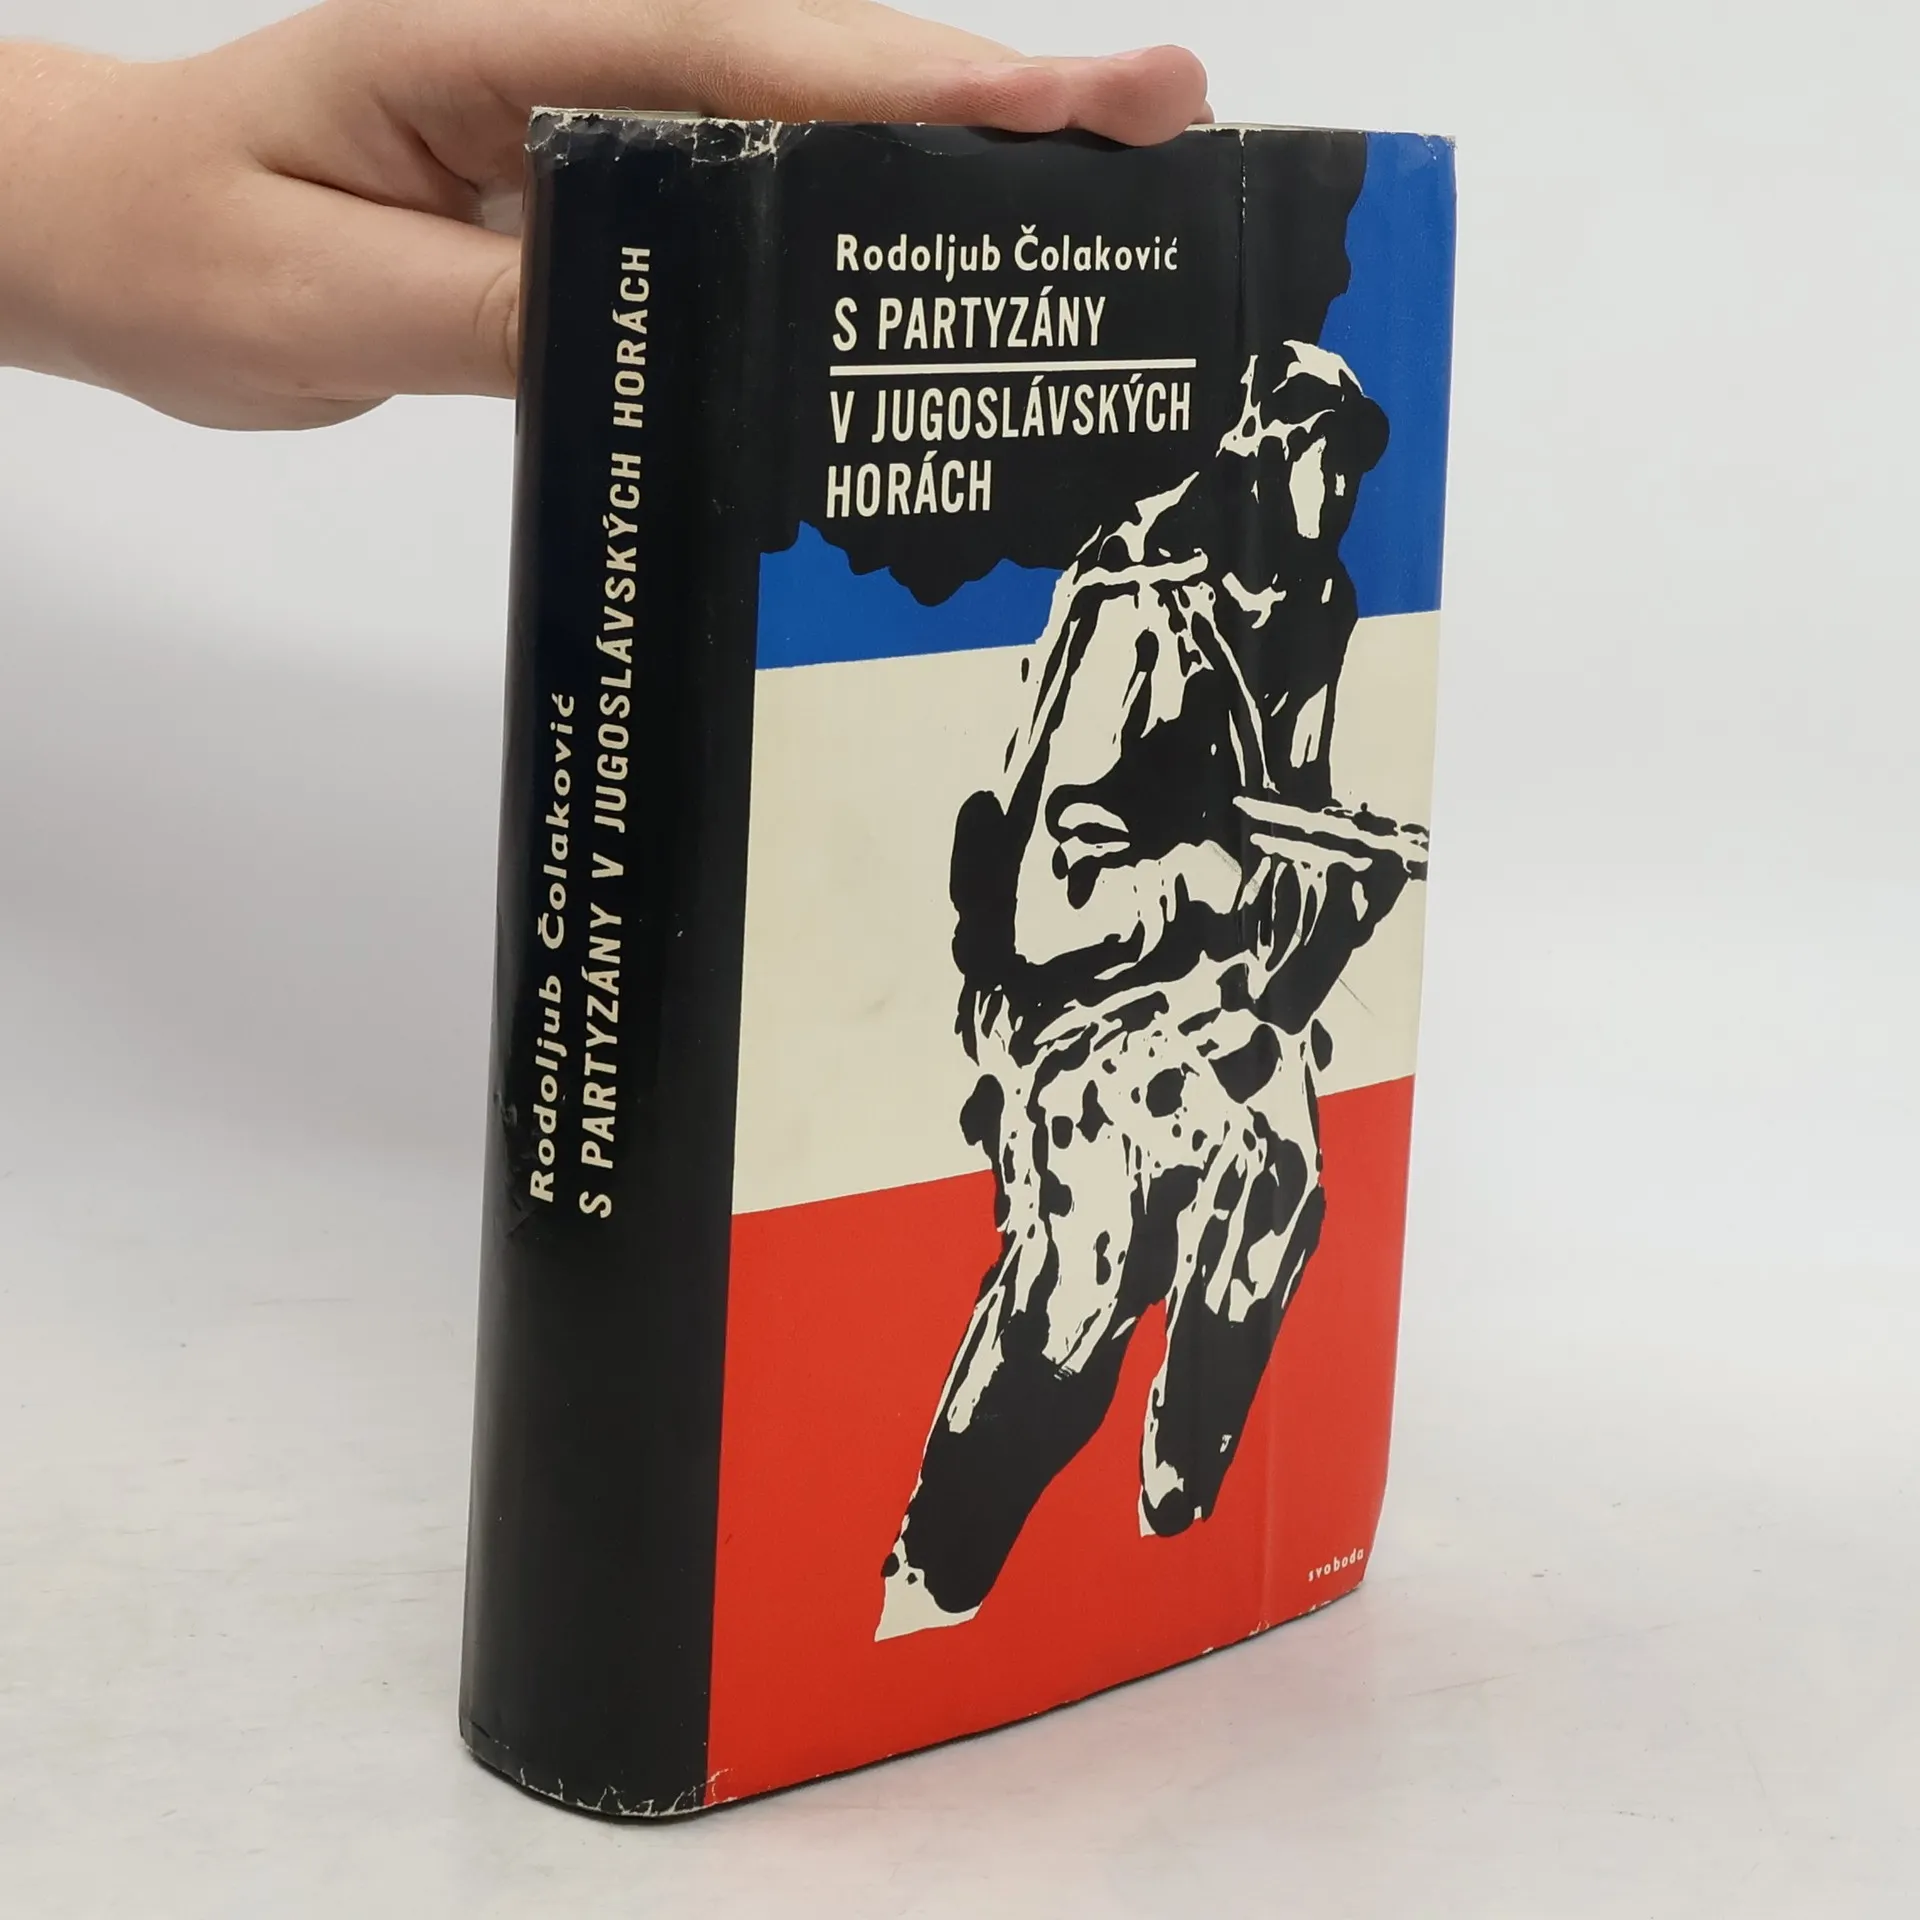 Rodoljub Čolaković
S PARTYZÁNY V JUGOSLÁVSKÝCH HORÁCH
Rodoljub Čolaković
S PARTYZÁNY
V JUGOSLÁVSKÝCH
HORÁCH
svoboda